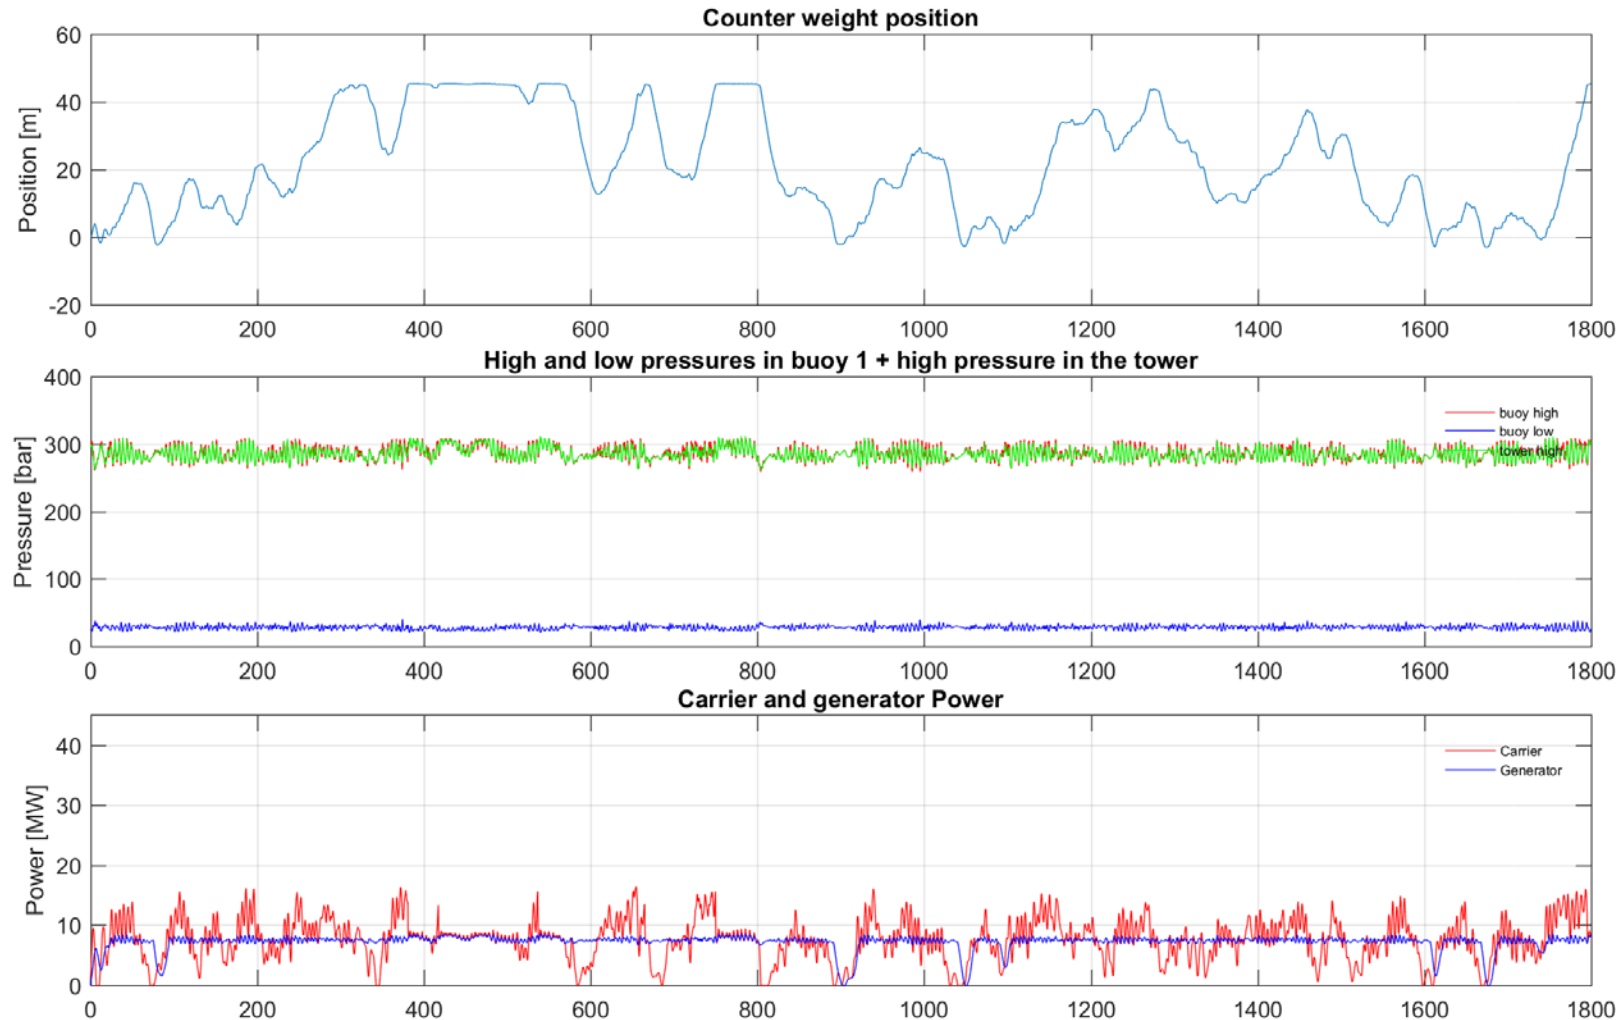 Counter weight position
60
40
20
0
-20
Position [m]
0 200 400 600 800 1000 1200 1400 1600 1800
High and low pressures in buoy 1 + high pressure in the tower
400
300
200
100
0
Pressure [bar]
buoy high
buoy low
tower high
0 200 400 600 800 1000 1200 1400 1600 1800
Carrier and generator Power
40
30
20
10
0
Power [MW]
Carrier
Generator
0 200 400 600 800 1000 1200 1400 1600 1800